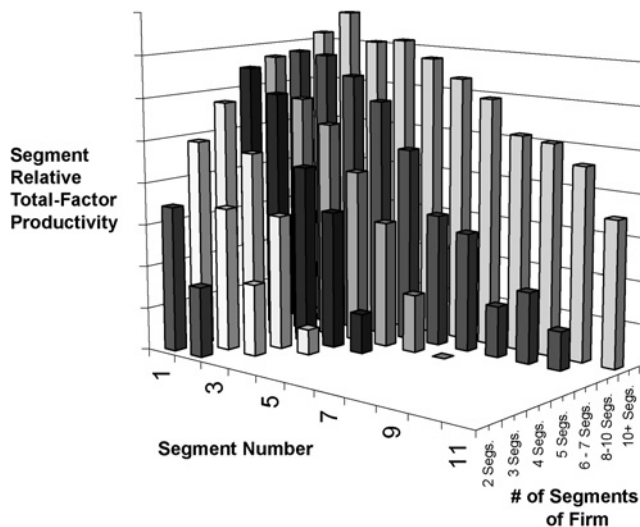 Segment
Relative
Total-Factor
Productivity
1
3
5
7
9
11
Segment Number
2 Segs.
3 Segs.
4 Segs.
5 Segs.
6 - 7 Segs.
8-10 Segs.
10+ Segs.
# of Segments
of Firm